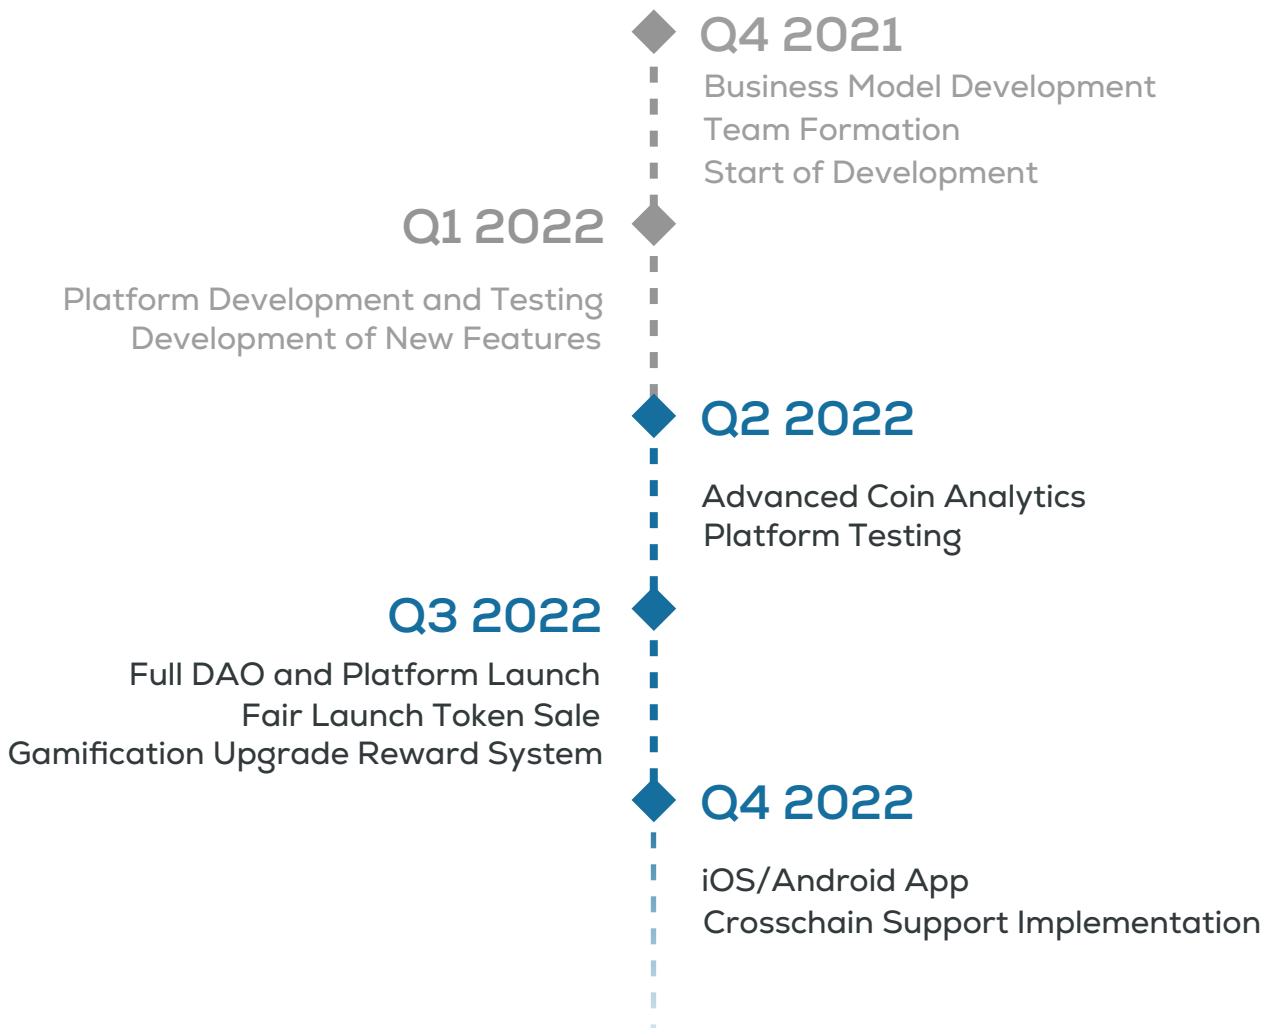 Q4 2021
Business Model Development
Team Formation
Start of Development
Q1 2022
Platform Development and Testing
Development of New Features
Q2 2022
Advanced Coin Analytics
Platform Testing
Q3 2022
Full DAO and Platform Launch
Fair Launch Token Sale
Gamification Upgrade Reward System
Q4 2022
iOS/Android App
Crosschain Support Implementation